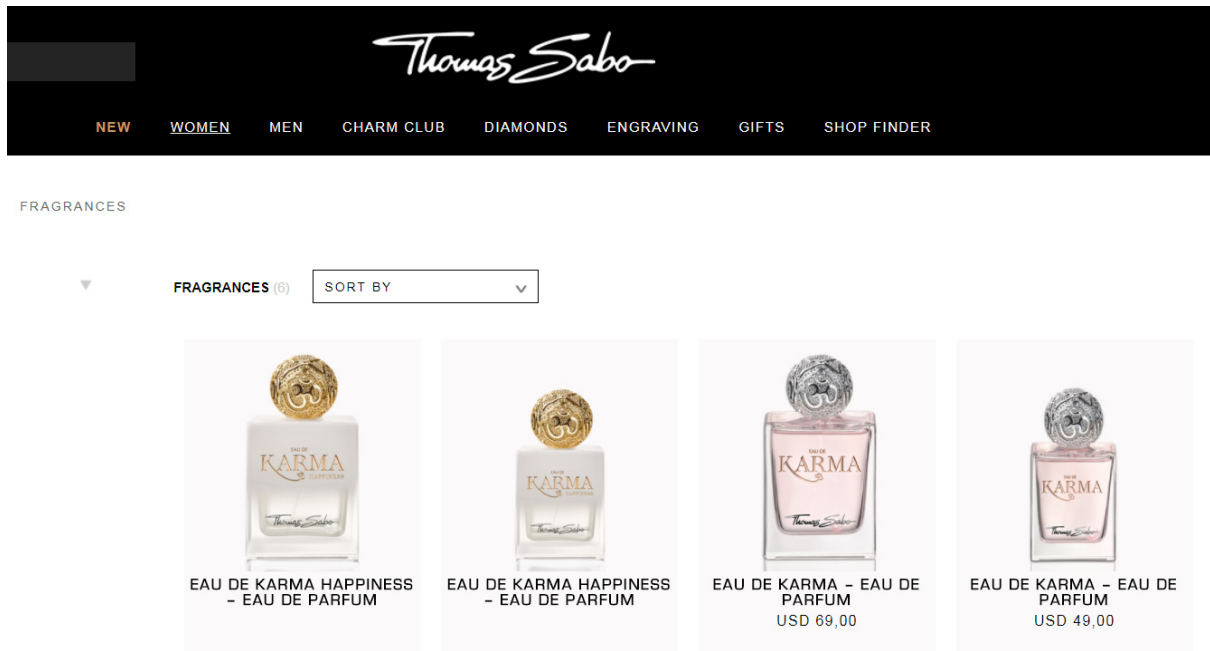 Thomas Sabo
NEW WOMEN MEN CHARM CLUB DIAMONDS ENGRAVING GIFTS SHOP FINDER
FRAGRANCES
FRAGRANCES (6) SORT BY
EAU DE
KARMA
HAPPINESS
Thomas Sabo
EAU DE KARMA HAPPINESS
– EAU DE PARFUM
EAU DE
KARMA
HAPPINESS
Thomas Sabo
EAU DE KARMA HAPPINESS
– EAU DE PARFUM
EAU DE
KARMA
Thomas Sabo
EAU DE KARMA – EAU DE
PARFUM
USD 69,00
EAU DE
KARMA
Thomas Sabo
EAU DE KARMA – EAU DE
PARFUM
USD 49,00